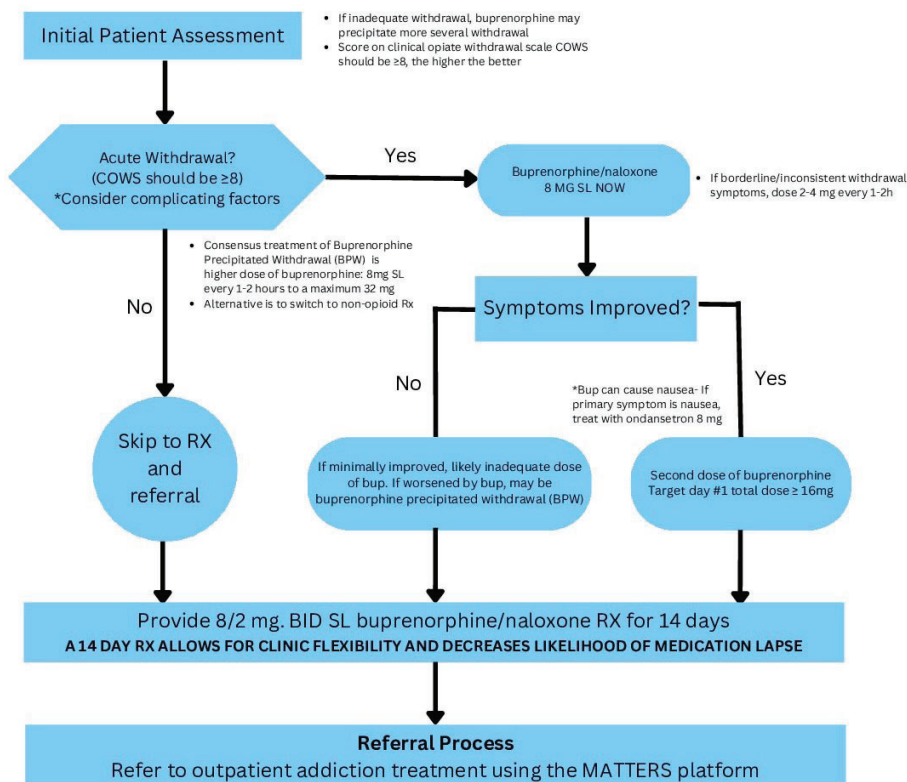 Initial Patient Assessment
• If inadequate withdrawal, buprenorphine may
precipitate more several withdrawal
• Score on clinical opiate withdrawal scale COWS
should be ≥8, the higher the better
Acute Withdrawal?
(COWS should be ≥8)
*Consider complicating factors
Yes
Buprenorphine/naloxone
8 MG SL NOW
• If borderline/inconsistent withdrawal
symptoms, dose 2-4 mg every 1-2h
• Consensus treatment of Buprenorphine
Precipitated Withdrawal (BPW) is
higher dose of buprenorphine: 8mg SL
every 1-2 hours to a maximum 32 mg
• Alternative is to switch to non-opioid Rx
No
Symptoms Improved?
No
Yes
*Bup can cause nausea- If
primary symptom is nausea,
treat with ondansetron 8 mg
Skip to RX
and
referral
If minimally improved, likely inadequate dose
of bup. If worsened by bup, may be
buprenorphine precipitated withdrawal (BPW)
Second dose of buprenorphine
Target day #1 total dose ≥ 16mg
Provide 8/2 mg. BID SL buprenorphine/naloxone RX for 14 days
A 14 DAY RX ALLOWS FOR CLINIC FLEXIBILITY AND DECREASES LIKELIHOOD OF MEDICATION LAPSE
Referral Process
Refer to outpatient addiction treatment using the MATTERS platform